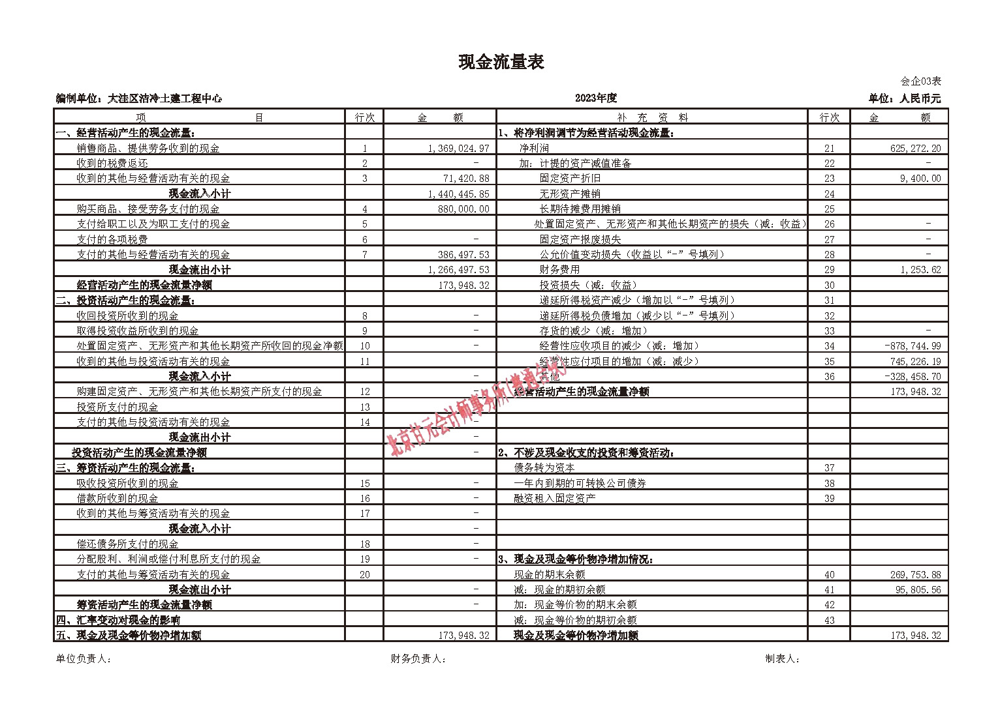 现金流量表
会企03表
编制单位：大洼区洁冷土建工程中心 2023年度 单位：人民币元
项 目 行次 金 额 补 充 资 料 行次 金 额
一、经营活动产生的现金流量： 1、将净利润调节为经营活动现金流量：
销售商品、提供劳务收到的现金 1 1,369,024.97 净利润 21 625,272.20
收到的税费返还 2 - 加：计提的资产减值准备 22 -
收到的其他与经营活动有关的现金 3 71,420.88 固定资产折旧 23 9,400.00
现金流入小计 1,440,445.85 无形资产摊销 24
购买商品、接受劳务支付的现金 4 880,000.00 长期待摊费用摊销 25
支付给职工以及为职工支付的现金 5 处置固定资产、无形资产和其他长期资产的损失（减：收益） 26 -
支付的各项税费 6 - 固定资产报废损失 27 -
支付的其他与经营活动有关的现金 7 386,497.53 公允价值变动损失（收益以“-”号填列） 28 -
现金流出小计 1,266,497.53 财务费用 29 1,253.62
经营活动产生的现金流量净额 173,948.32 投资损失（减：收益） 30
二、投资活动产生的现金流量： 递延所得税资产减少（增加以“-”号填列） 31
收回投资所收到的现金 8 - 递延所得税负债增加（减少以“-”号填列） 32
取得投资收益所收到的现金 9 - 存货的减少（减：增加） 33 -
处置固定资产、无形资产和其他长期资产所收回的现金净额 10 - 经营性应收项目的减少（减：增加） 34 -878,744.99
收到的其他与投资活动有关的现金 11 经营性应付项目的增加（减：减少） 35 745,226.19
现金流入小计 - 其他 36 -328,458.70
购建固定资产、无形资产和其他长期资产所支付的现金 12 - 经营活动产生的现金流量净额 173,948.32
投资所支付的现金 13
支付的其他与投资活动有关的现金 14 -
现金流出小计 -
投资活动产生的现金流量净额 - 2、不涉及现金收支的投资和筹资活动：
三、筹资活动产生的现金流量： 债务转为资本 37
吸收投资所收到的现金 15 - 一年内到期的可转换公司债券 38
借款所收到的现金 16 - 融资租入固定资产 39
收到的其他与筹资活动有关的现金 17 -
现金流入小计 -
偿还债务所支付的现金 18 -
分配股利、利润或偿付利息所支付的现金 19 - 3、现金及现金等价物净增加情况：
支付的其他与筹资活动有关的现金 20 现金的期末余额 40 269,753.88
现金流出小计 - 减：现金的期初余额 41 95,805.56
筹资活动产生的现金流量净额 - 加：现金等价物的期末余额 42
四、汇率变动对现金的影响 减：现金等价物的期初余额 43
五、现金及现金等价物净增加额 173,948.32 现金及现金等价物净增加额 173,948.32
单位负责人： 财务负责人： 制表人：
北京甘元会计师事务所(普通合伙)